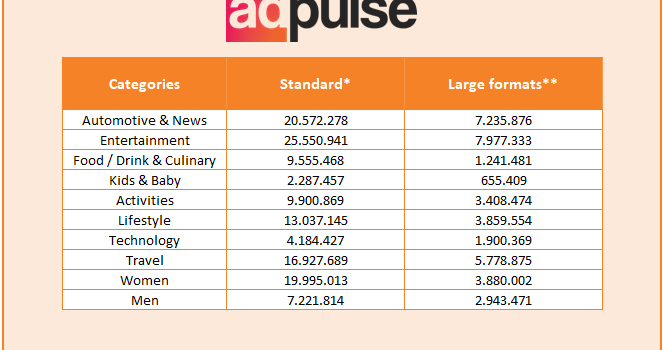 adpulse
Categories Standard* Large formats**
Automotive & News 20.572.278 7.235.876
Entertainment 25.550.941 7.977.333
Food / Drink & Culinary 9.555.468 1.241.481
Kids & Baby 2.287.457 655.409
Activities 9.900.869 3.408.474
Lifestyle 13.037.145 3.859.554
Technology 4.184.427 1.900.369
Travel 16.927.689 5.778.875
Women 19.995.013 3.880.002
Men 7.221.814 2.943.471